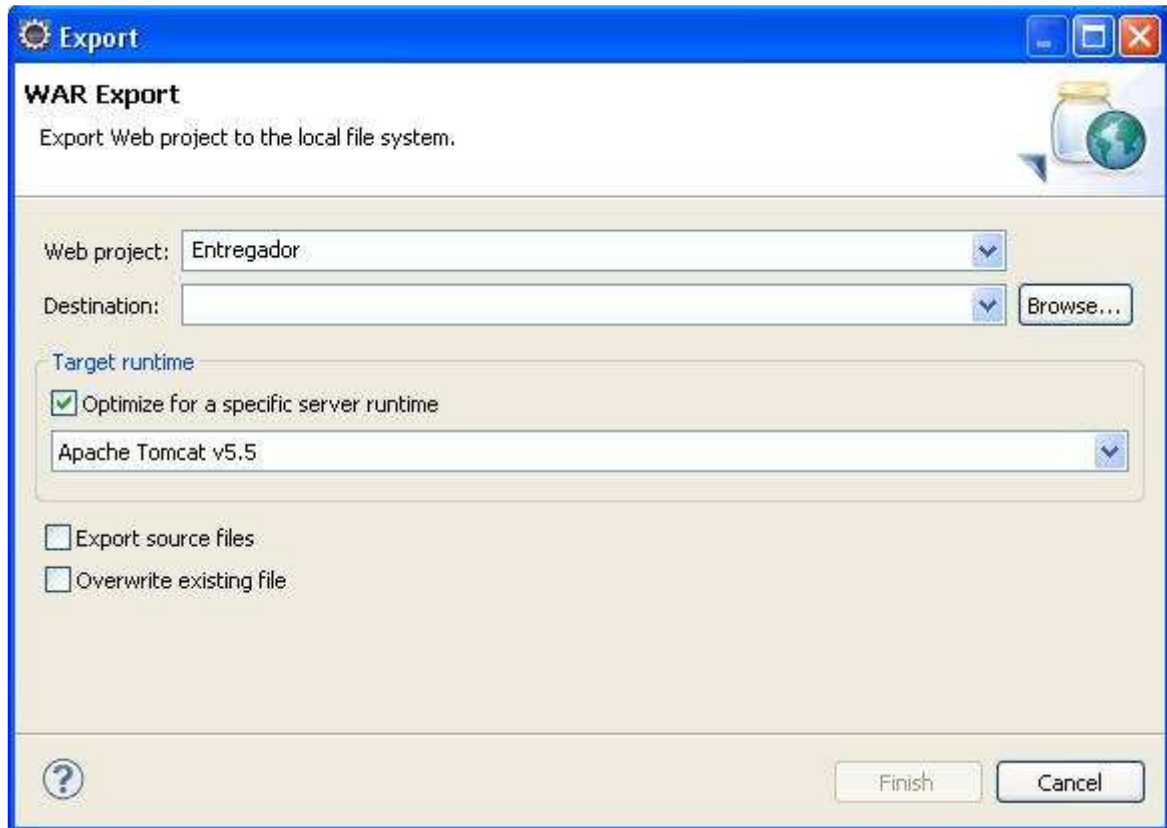 Export
WAR Export
Export Web project to the local file system.
Web project: Entregador
Destination: Browse...
Target runtime
Optimize for a specific server runtime
Apache Tomcat v5.5
Export source files
Overwrite existing file
? Finish Cancel